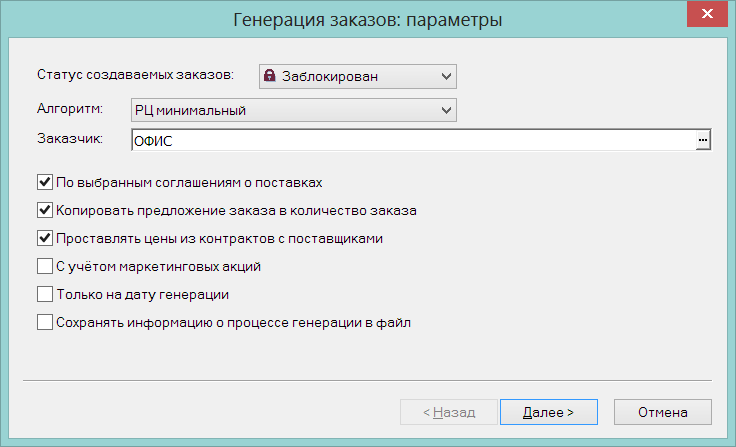 Генерация заказов: параметры
Статус создаваемых заказов: Заблокирован
Алгоритм: РЦ минимальный
Заказчик: ОФИС ...
По выбранным соглашениям о поставках
Копировать предложение заказа в количество заказа
Проставлять цены из контрактов с поставщиками
С учётом маркетинговых акций
Только на дату генерации
Сохранять информацию о процессе генерации в файл
< Назад Далее > Отмена